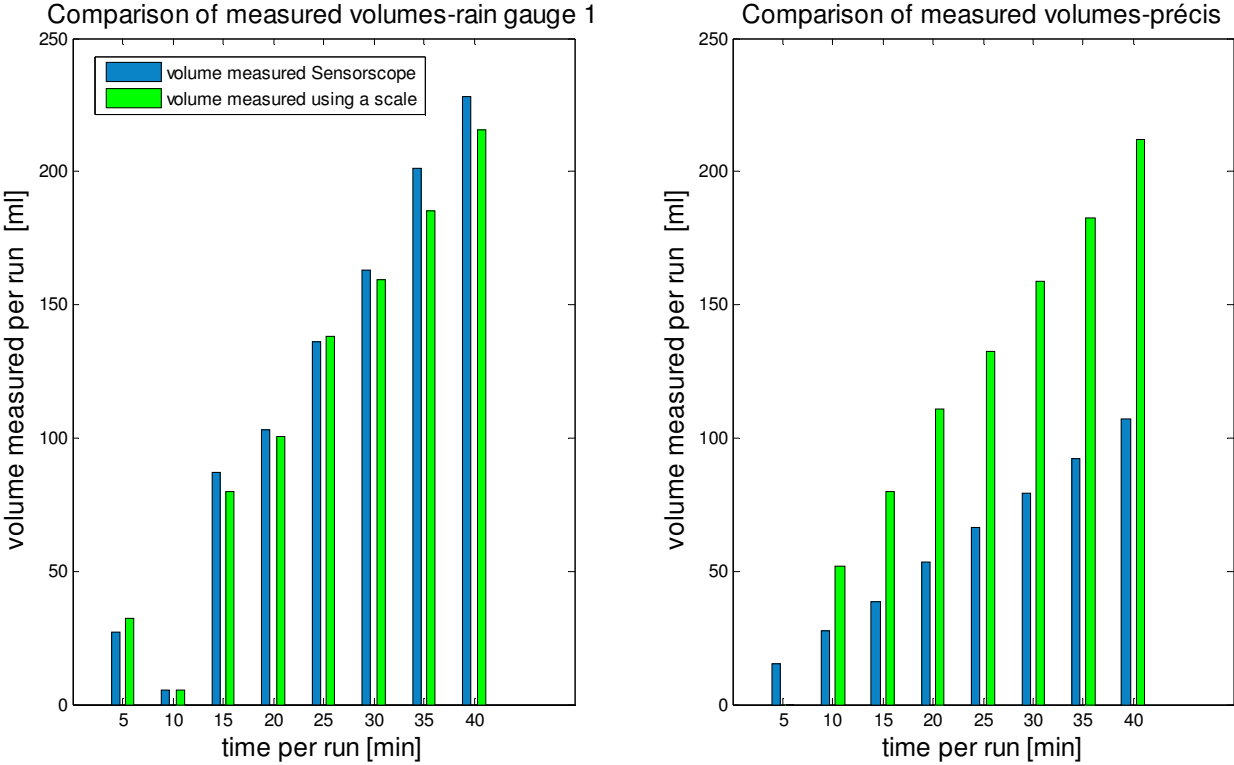 Comparison of measured volumes-rain gauge 1
volume measured Sensorscope
volume measured using a scale
250
200
150
100
50
0
volume measured per run [ml]
5 10 15 20 25 30 35 40
time per run [min]
Comparison of measured volumes-précis
250
200
150
100
50
0
volume measured per run [ml]
5 10 15 20 25 30 35 40
time per run [min]